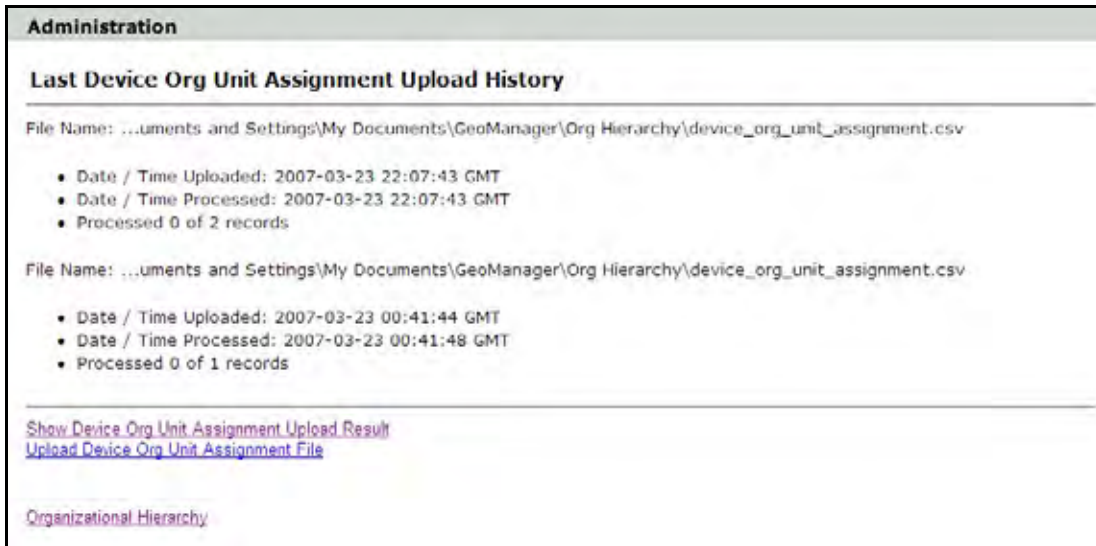 Administration
Last Device Org Unit Assignment Upload History
File Name: ...uments and Settings\My Documents\GeoManager\Org Hierarchy\device_org_unit_assignment.csv
• Date / Time Uploaded: 2007-03-23 22:07:43 GMT
• Date / Time Processed: 2007-03-23 22:07:43 GMT
• Processed 0 of 2 records
File Name: ...uments and Settings\My Documents\GeoManager\Org Hierarchy\device_org_unit_assignment.csv
• Date / Time Uploaded: 2007-03-23 00:41:44 GMT
• Date / Time Processed: 2007-03-23 00:41:48 GMT
• Processed 0 of 1 records
Show Device Org Unit Assignment Upload Result
Upload Device Org Unit Assignment File
Organizational Hierarchy